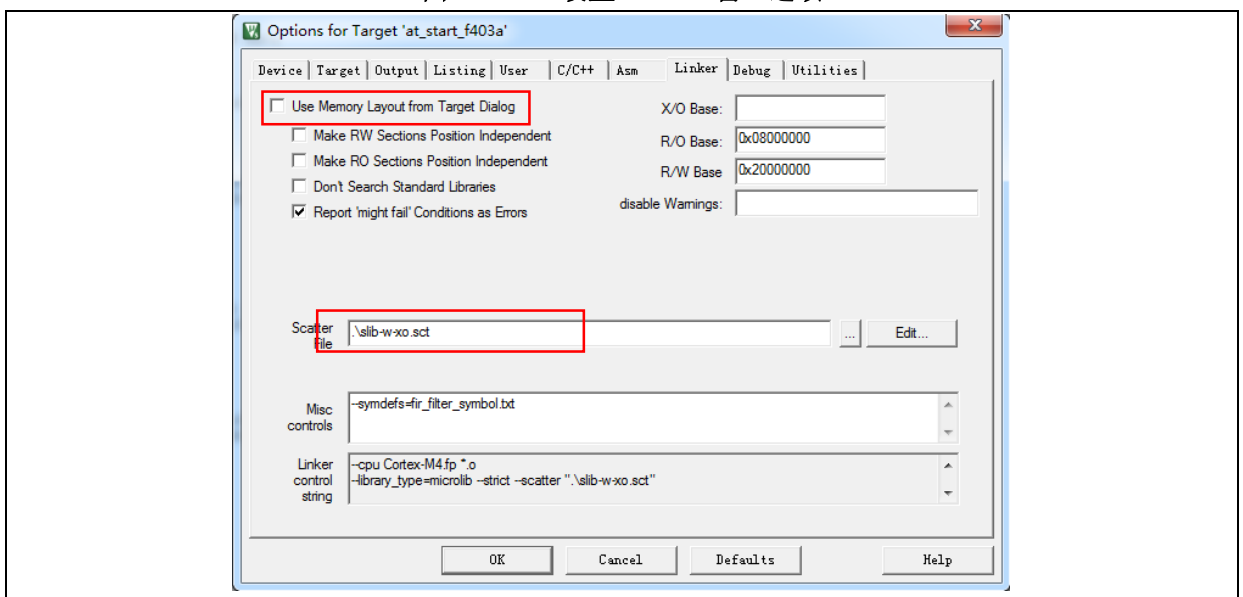 Options for Target 'at_start_f403a'
Device Target Output Listing User C/C++ Asm Linker Debug Utilities
Use Memory Layout from Target Dialog
X/O Base:
Make RW Sections Position Independent
R/O Base: 0x08000000
Make RO Sections Position Independent
R/W Base 0x20000000
Don't Search Standard Libraries
disable Warnings:
Report 'might fail' Conditions as Errors
Scatter File
.\slib-w-xo.sct
... Edit...
Misc controls
--symdefs=fir_filter_symbol.txt
Linker control string
--cpu Cortex-M4.fp *.o
--library_type=microlib --strict --scatter ".\slib-w-xo.sct"
OK Cancel Defaults Help